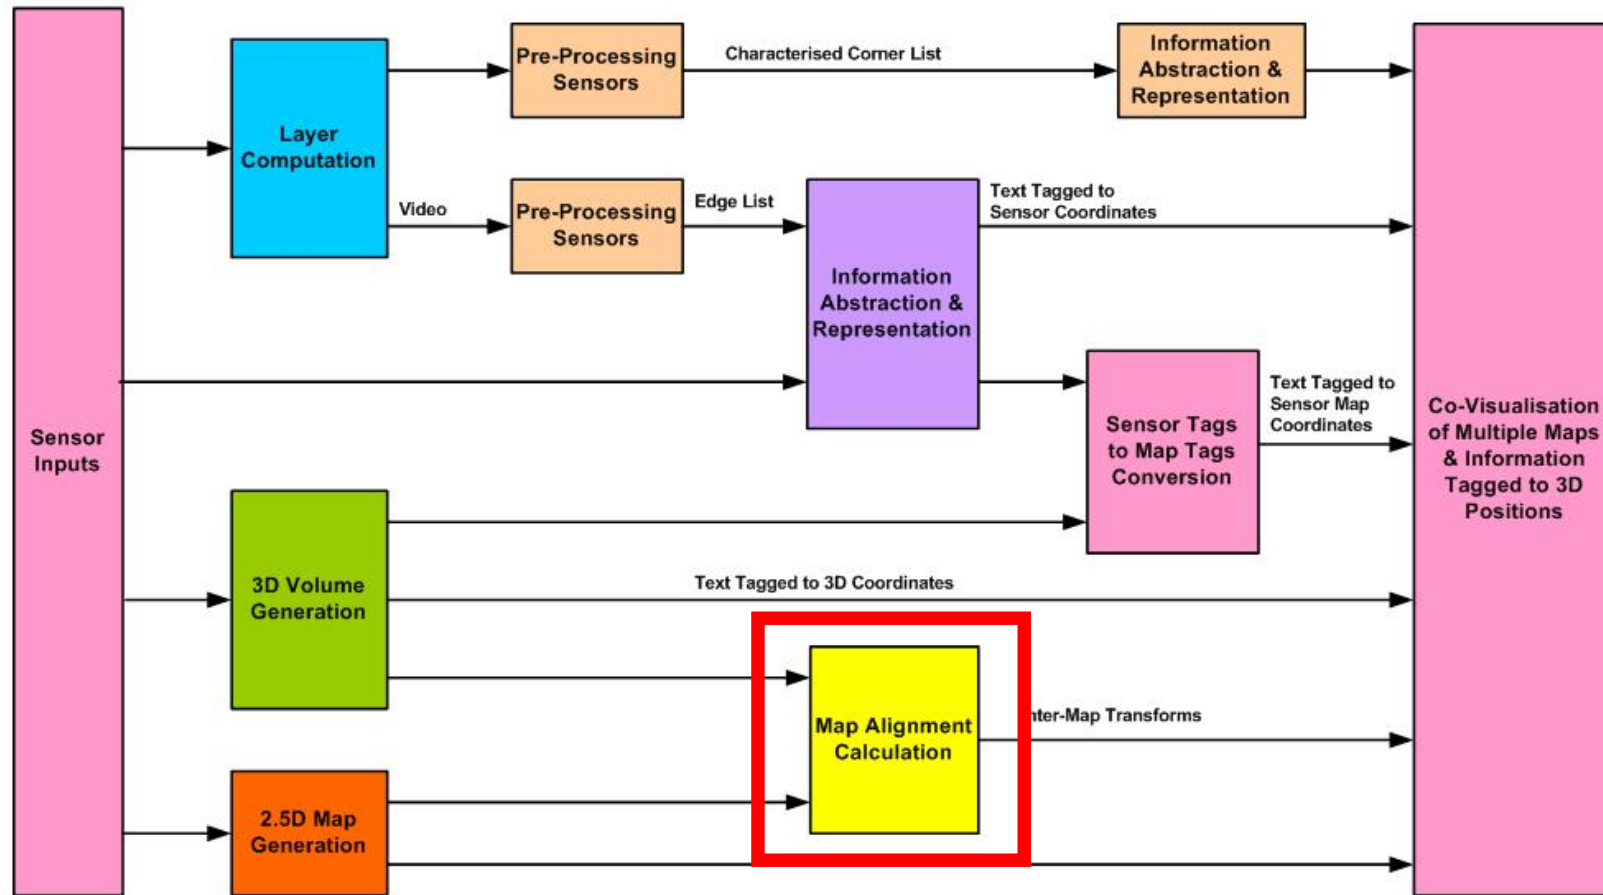 Sensor
Inputs
Layer
Computation
Pre-Processing
Sensors
Characterised Corner List
Information
Abstraction &
Representation
Video
Pre-Processing
Sensors
Edge List
Information
Abstraction &
Representation
Text Tagged to
Sensor Coordinates
Sensor Tags
to Map Tags
Conversion
Text Tagged to
Sensor Map
Coordinates
Co-Visualisation
of Multiple Maps
& Information
Tagged to 3D
Positions
3D Volume
Generation
Text Tagged to 3D Coordinates
Map Alignment
Calculation
nter-Map Transforms
2.5D Map
Generation